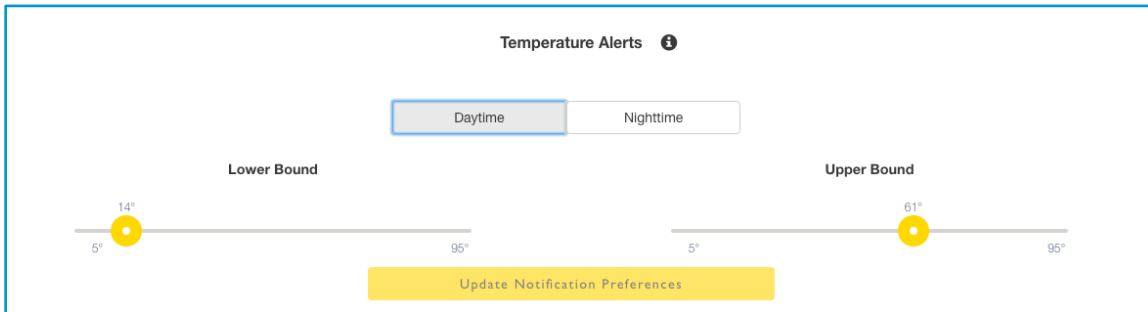 Temperature Alerts
Daytime Nighttime
Lower Bound Upper Bound
14° 61°
5° 95° 5° 95°
Update Notification Preferences